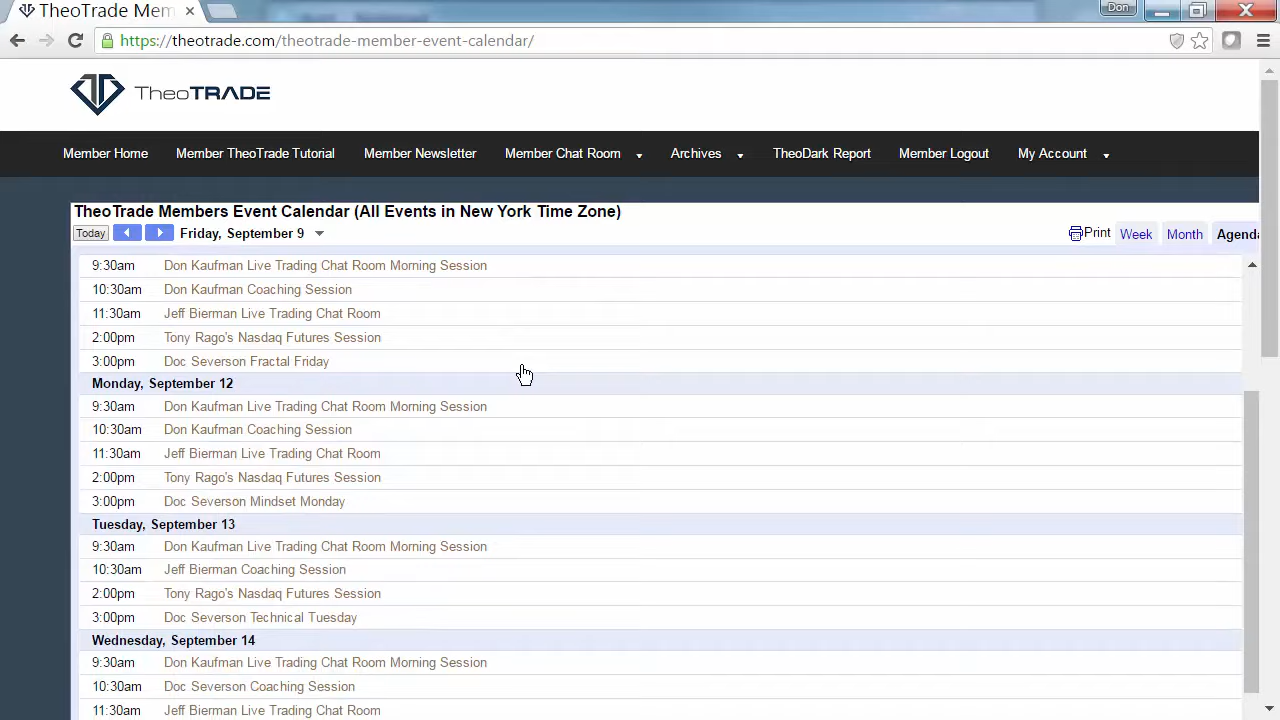 TheoTrade Mem
Don
https://theotrade.com/theotrade-member-event-calendar/
TheoTRADE
Member Home Member TheoTrade Tutorial Member Newsletter Member Chat Room Archives TheoDark Report Member Logout My Account
TheoTrade Members Event Calendar (All Events in New York Time Zone)
Today Friday, September 9 Print Week Month Agenda
9:30am Don Kaufman Live Trading Chat Room Morning Session
10:30am Don Kaufman Coaching Session
11:30am Jeff Bierman Live Trading Chat Room
2:00pm Tony Rago's Nasdaq Futures Session
3:00pm Doc Severson Fractal Friday
Monday, September 12
9:30am Don Kaufman Live Trading Chat Room Morning Session
10:30am Don Kaufman Coaching Session
11:30am Jeff Bierman Live Trading Chat Room
2:00pm Tony Rago's Nasdaq Futures Session
3:00pm Doc Severson Mindset Monday
Tuesday, September 13
9:30am Don Kaufman Live Trading Chat Room Morning Session
10:30am Jeff Bierman Coaching Session
2:00pm Tony Rago's Nasdaq Futures Session
3:00pm Doc Severson Technical Tuesday
Wednesday, September 14
9:30am Don Kaufman Live Trading Chat Room Morning Session
10:30am Doc Severson Coaching Session
11:30am Jeff Bierman Live Trading Chat Room